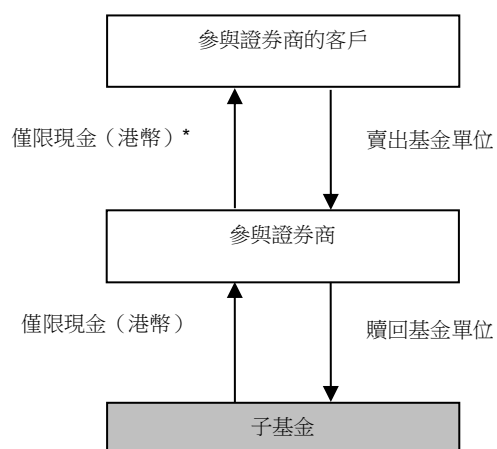 參與證券商的客戶
僅限現金（港幣）*
賣出基金單位
參與證券商
僅限現金（港幣）
贖回基金單位
子基金